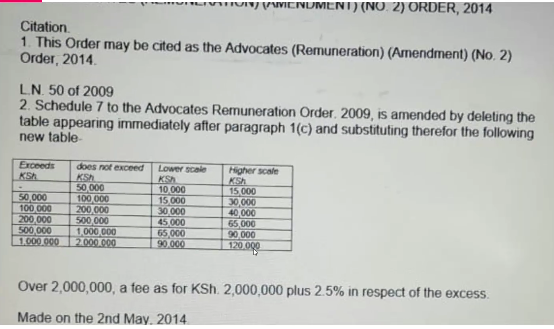 (AMENDMENT) (NO. 2) ORDER, 2014
Citation.
1. This Order may be cited as the Advocates (Remuneration) (Amendment) (No. 2)
Order, 2014.
L.N. 50 of 2009
2. Schedule 7 to the Advocates Remuneration Order. 2009, is amended by deleting the
table appearing immediately after paragraph 1(c) and substituting therefor the following
new table-
Exceeds does not exceed Lower scale Higher scale
KSh. KSh. KSh. KSh.
- 50,000 10,000 15,000
50,000 100,000 15,000 30,000
100,000 200,000 30,000 40,000
200,000 500,000 45,000 65,000
500,000 1,000,000 65,000 90,000
1,000,000 2,000,000 90,000 120,000
Over 2,000,000, a fee as for KSh. 2,000,000 plus 2.5% in respect of the excess.
Made on the 2nd May, 2014